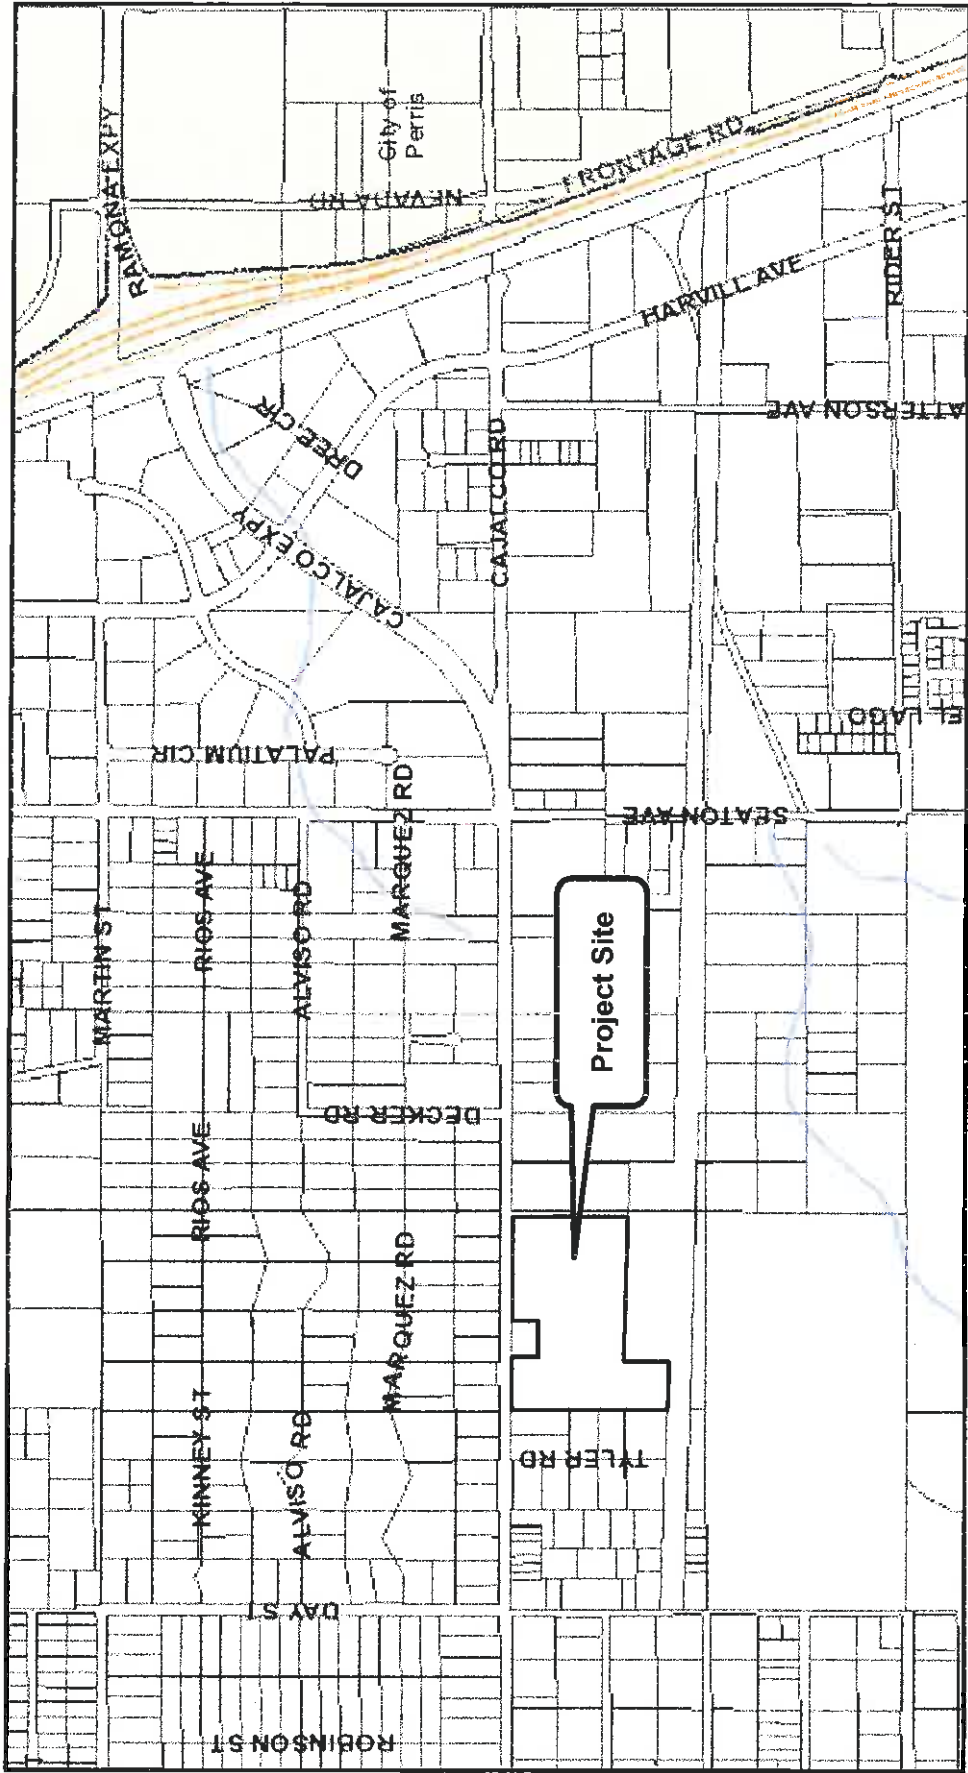 ROBINSON ST
DAY ST
KINNEY ST
ALVISO RD
MARQUEZ RD
TYLER RD
RIOS AVE
DECKER RD
Project Site
MARTIN ST
RIOS AVE
ALVISO RD
MARQUEZ RD
SEATON AVE
PALATIUM CIR
CAJALCO EXPY
CAJALCO RD
EL LAGO
DREE CIR
HARVILL AVE
ATTERSON AVE
RIDER ST
RAMONA EXPY
NEVADA RD
City of
Perris
FRONTAGE RD